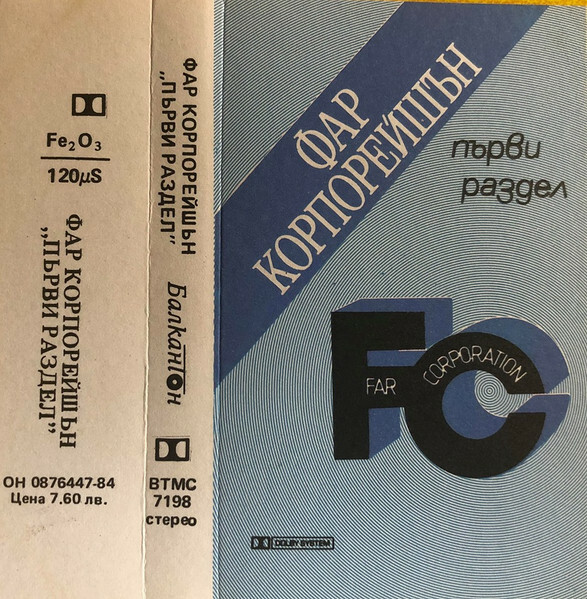 Fe₂O₃
120µS
ФАР КОРПОРЕЙШЪН
„ПЪРВИ РАЗДЕЛ"
ОН 0876447-84
Цена 7.60 лв.
ФАР КОРПОРЕЙШЪН
„ПЪРВИ РАЗДЕЛ"
Балкантон
ВТМС
7198
стерео
ФАР
КОРПОРЕЙШЪН
първи
раздел
FC
FAR CORPORATION
DOLBY SYSTEM